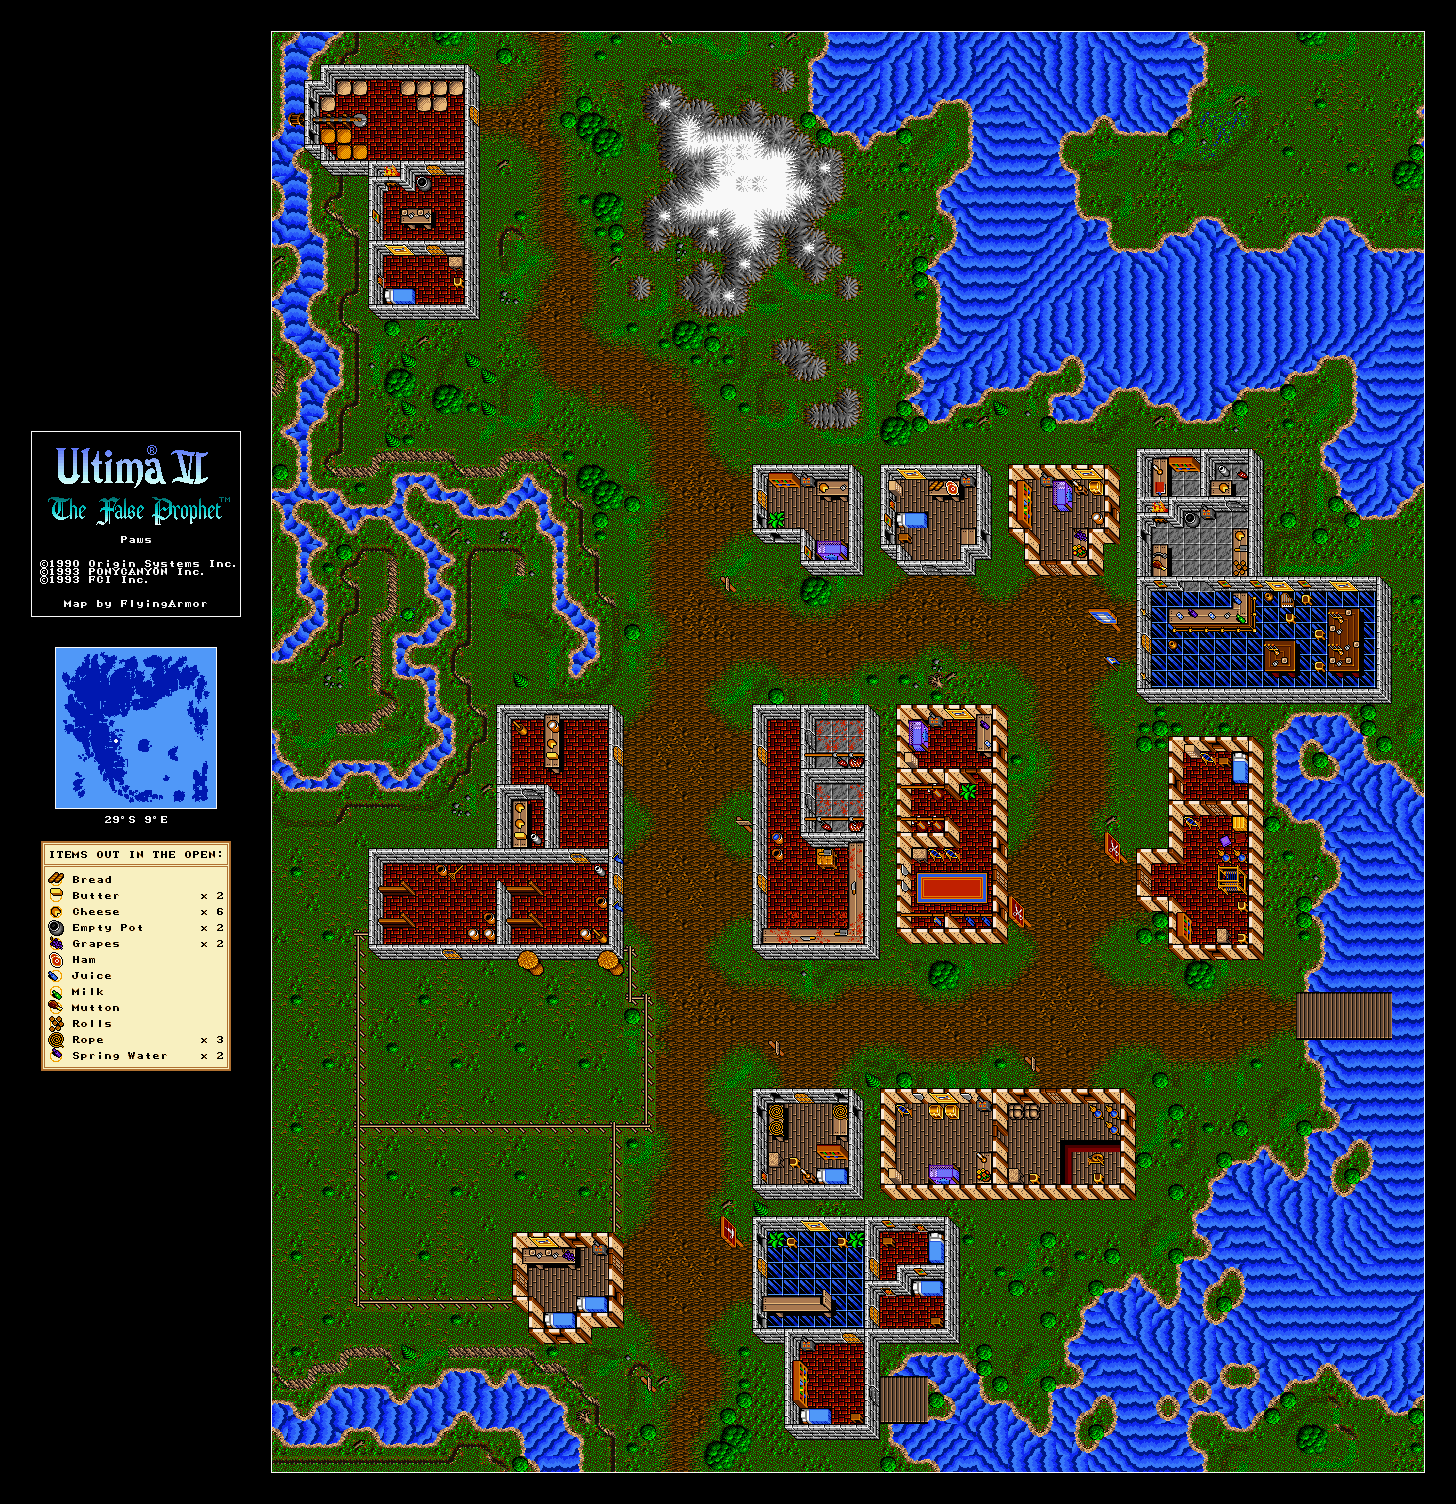 Ultima VI®
The False Prophet™
Paws
©1990 Origin Systems Inc.
©1993 PONYCANYON Inc.
©1993 FCI Inc.
Map by FlyingArmor
29°S 9°E
ITEMS OUT IN THE OPEN:
Bread
Butter x 2
Cheese x 6
Empty Pot x 2
Grapes x 2
Ham
Juice
Milk
Mutton
Rolls
Rope x 3
Spring Water x 2